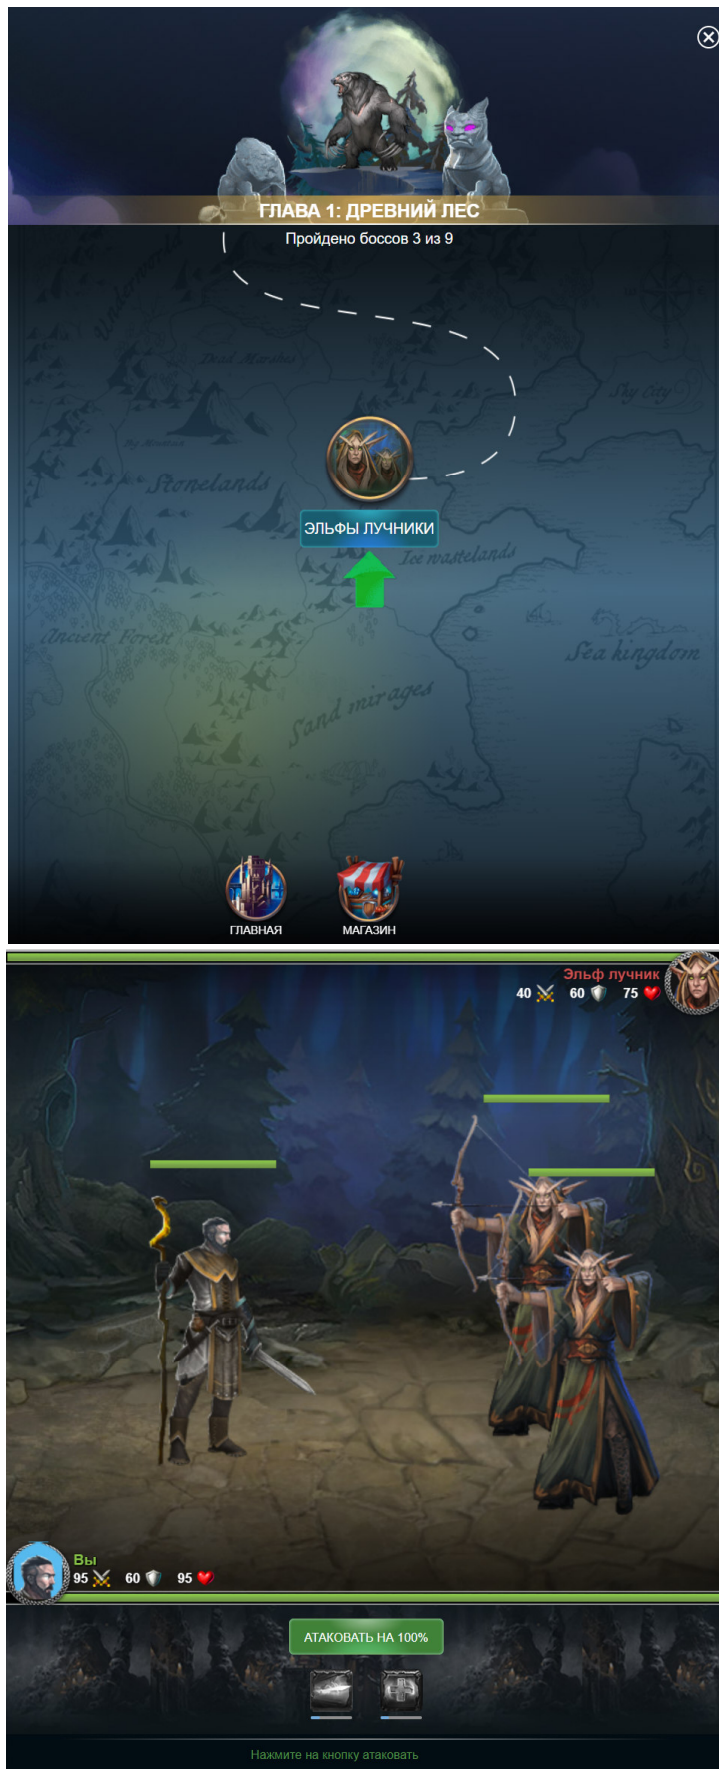 ГЛАВА 1: ДРЕВНИЙ ЛЕС
Пройдено боссов 3 из 9
Dead Marshes
Sky City
Stonelands
ЭЛЬФЫ ЛУЧНИКИ
Ice wastelands
Ancient Forest
Sea kingdom
Sand mirages
ГЛАВНАЯ
МАГАЗИН
Эльф лучник
40 60 75
Вы
95 60 95
АТАКОВАТЬ НА 100%
Нажмите на кнопку атаковать